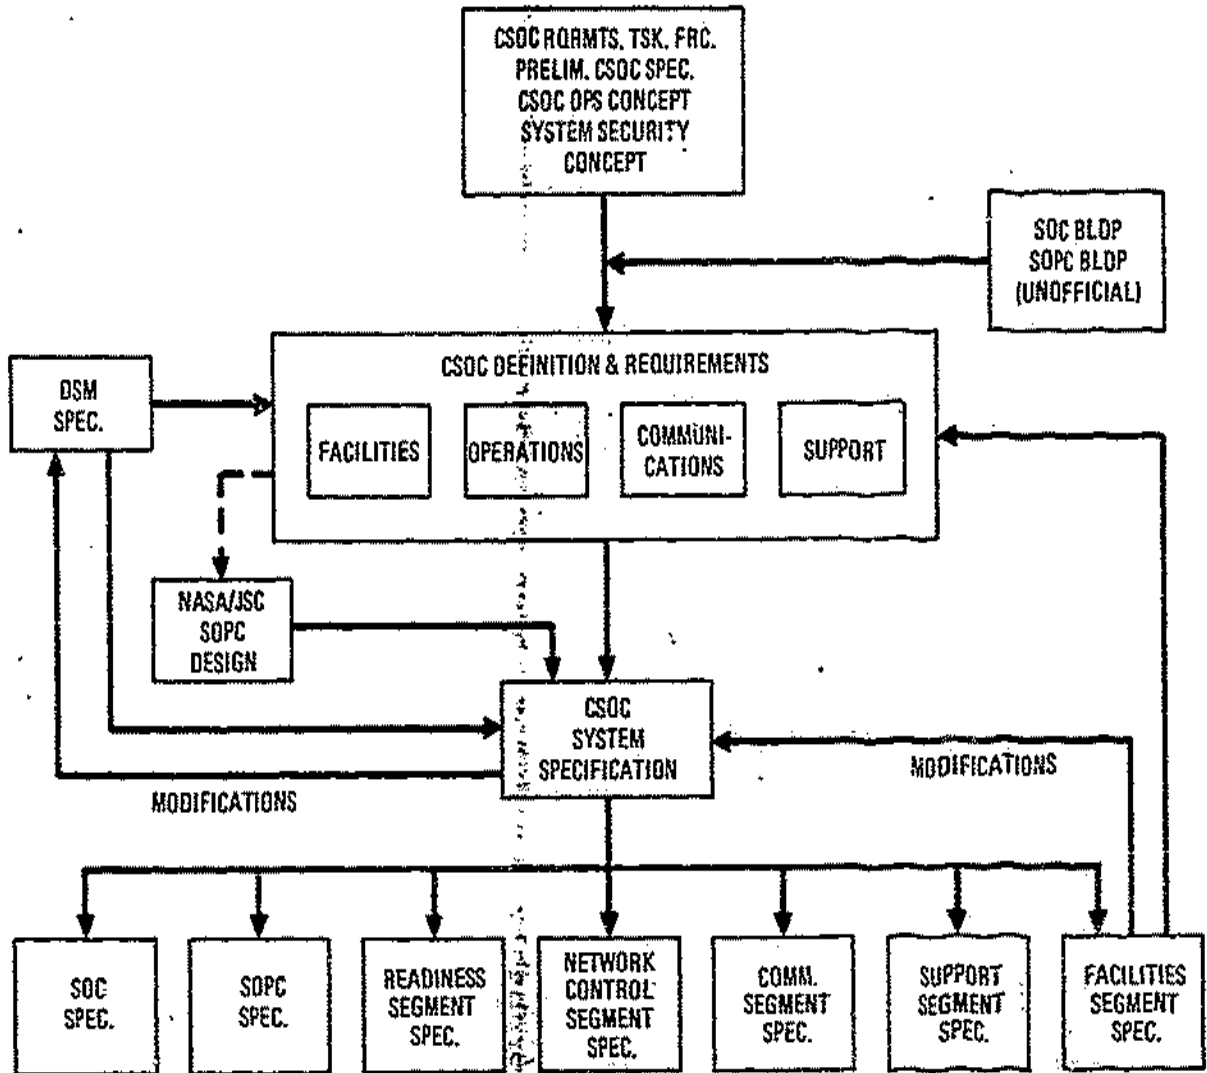 CSOC RQRMTS, TSK, FRC.
PRELIM. CSOC SPEC.
CSOC OPS CONCEPT
SYSTEM SECURITY
CONCEPT
SOC BLDP
SOPC BLDP
(UNOFFICIAL)
CSOC DEFINITION & REQUIREMENTS
DSM
SPEC.
FACILITIES
OPERATIONS
COMMUNI-
CATIONS
SUPPORT
NASA/JSC
SOPC
DESIGN
CSOC
SYSTEM
SPECIFICATION
MODIFICATIONS
MODIFICATIONS
SOC
SPEC.
SOPC
SPEC.
READINESS
SEGMENT
SPEC.
NETWORK
CONTROL
SEGMENT
SPEC.
COMM.
SEGMENT
SPEC.
SUPPORT
SEGMENT
SPEC.
FACILITIES
SEGMENT
SPEC.